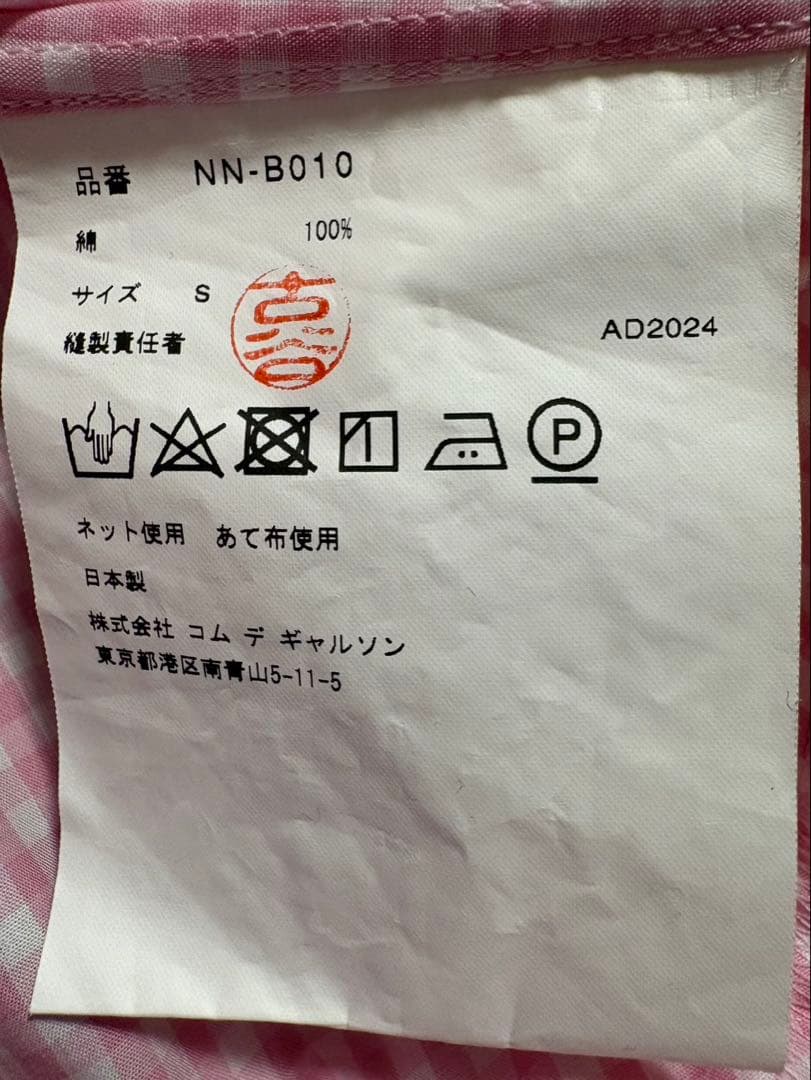 品番 NN-B010
綿 100%
サイズ S
縫製責任者
AD2024
P
ネット使用 あて布使用
日本製
株式会社 コム デ ギャルソン
東京都港区南青山5-11-5